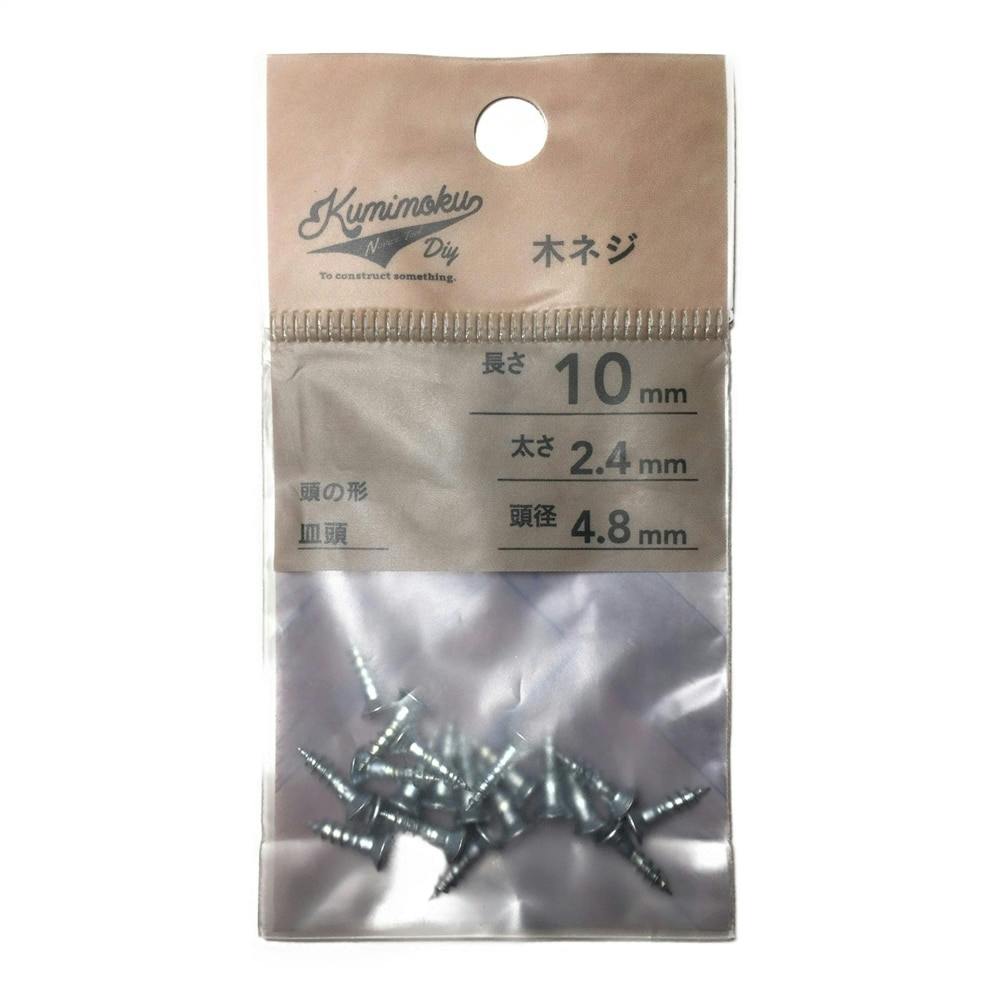 Kumimoku
Diy
To construct something.
木ネジ
長さ 10 mm
太さ 2.4 mm
頭の形
皿頭
頭径 4.8 mm